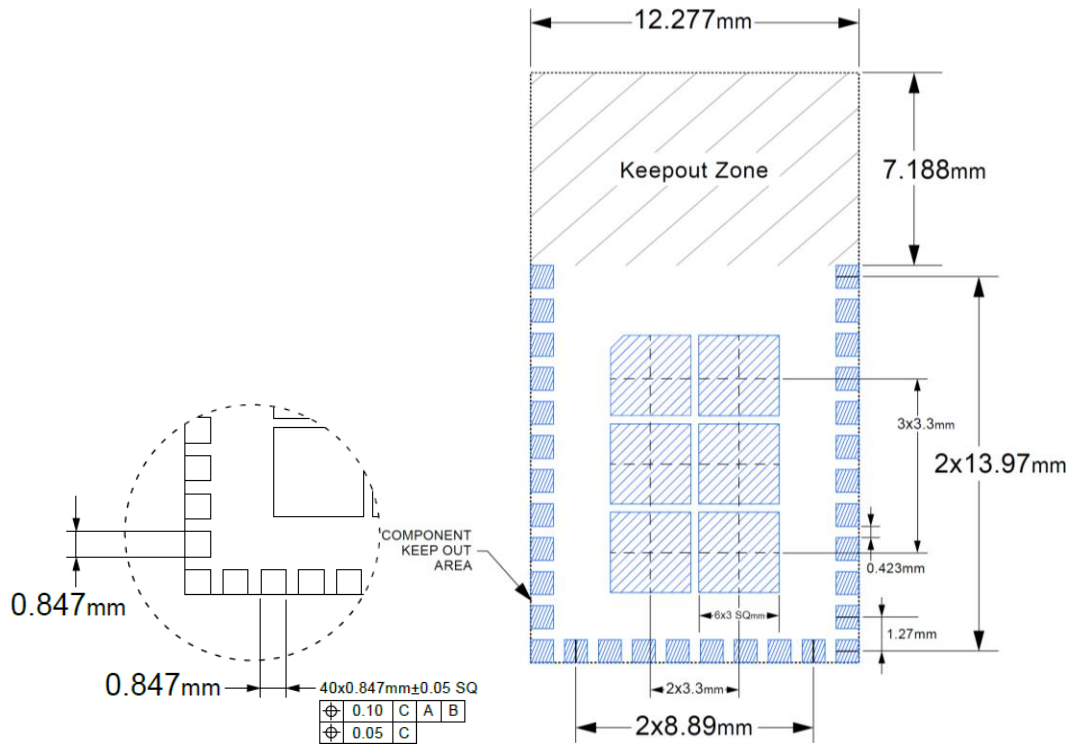 12.277mm
Keepout Zone
7.188mm
3x3.3mm
2x13.97mm
COMPONENT
KEEP OUT
AREA
0.423mm
0.847mm
6x3 SQmm
1.27mm
0.847mm
40x0.847mm±0.05 SQ
2x3.3mm
⌖ 0.10 C A B
⌖ 0.05 C
2x8.89mm